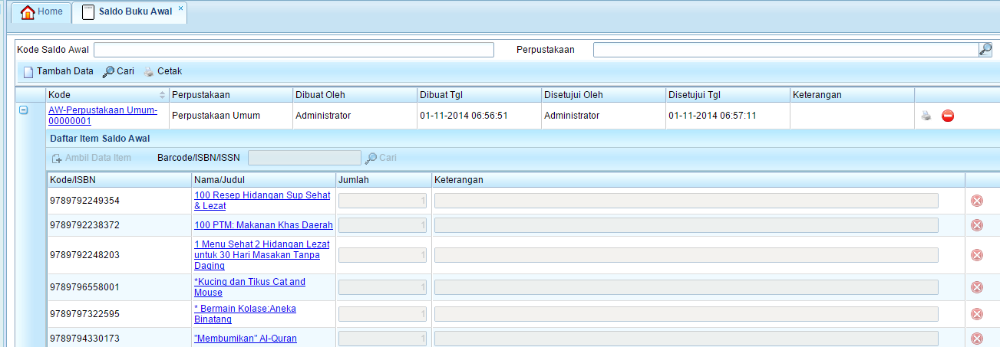 Home
Saldo Buku Awal
Kode Saldo Awal
Perpustakaan
Tambah Data
Cari
Cetak
Kode Perpustakaan Dibuat Oleh Dibuat Tgl Disetujui Oleh Disetujui Tgl Keterangan
AW-Perpustakaan Umum-
00000001
Perpustakaan Umum Administrator 01-11-2014 06:56:51 Administrator 01-11-2014 06:57:11
Daftar Item Saldo Awal
Ambil Data Item Barcode/ISBN/ISSN Cari
Kode/ISBN Nama/Judul Jumlah Keterangan
9789792249354 100 Resep Hidangan Sup Sehat
& Lezat
1
9789792238372 100 PTM: Makanan Khas Daerah 1
9789792248203 1 Menu Sehat 2 Hidangan Lezat
untuk 30 Hari Masakan Tanpa
Daging
1
9789796558001 *Kucing dan Tikus Cat and
Mouse
1
9789797322595 * Bermain Kolase:Aneka
Binatang
1
9789794330173 "Membumikan" Al-Quran 1